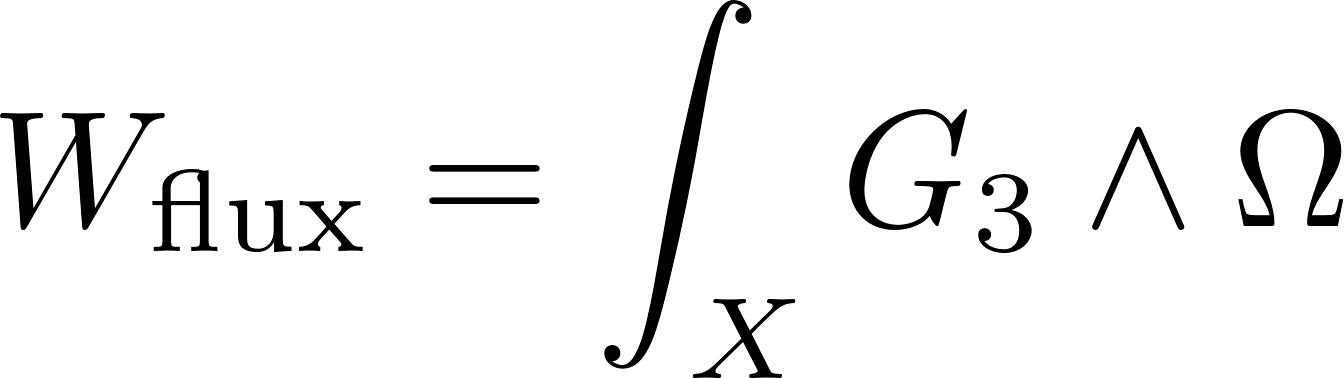 W_flux = ∫_X G_3 ∧ Ω